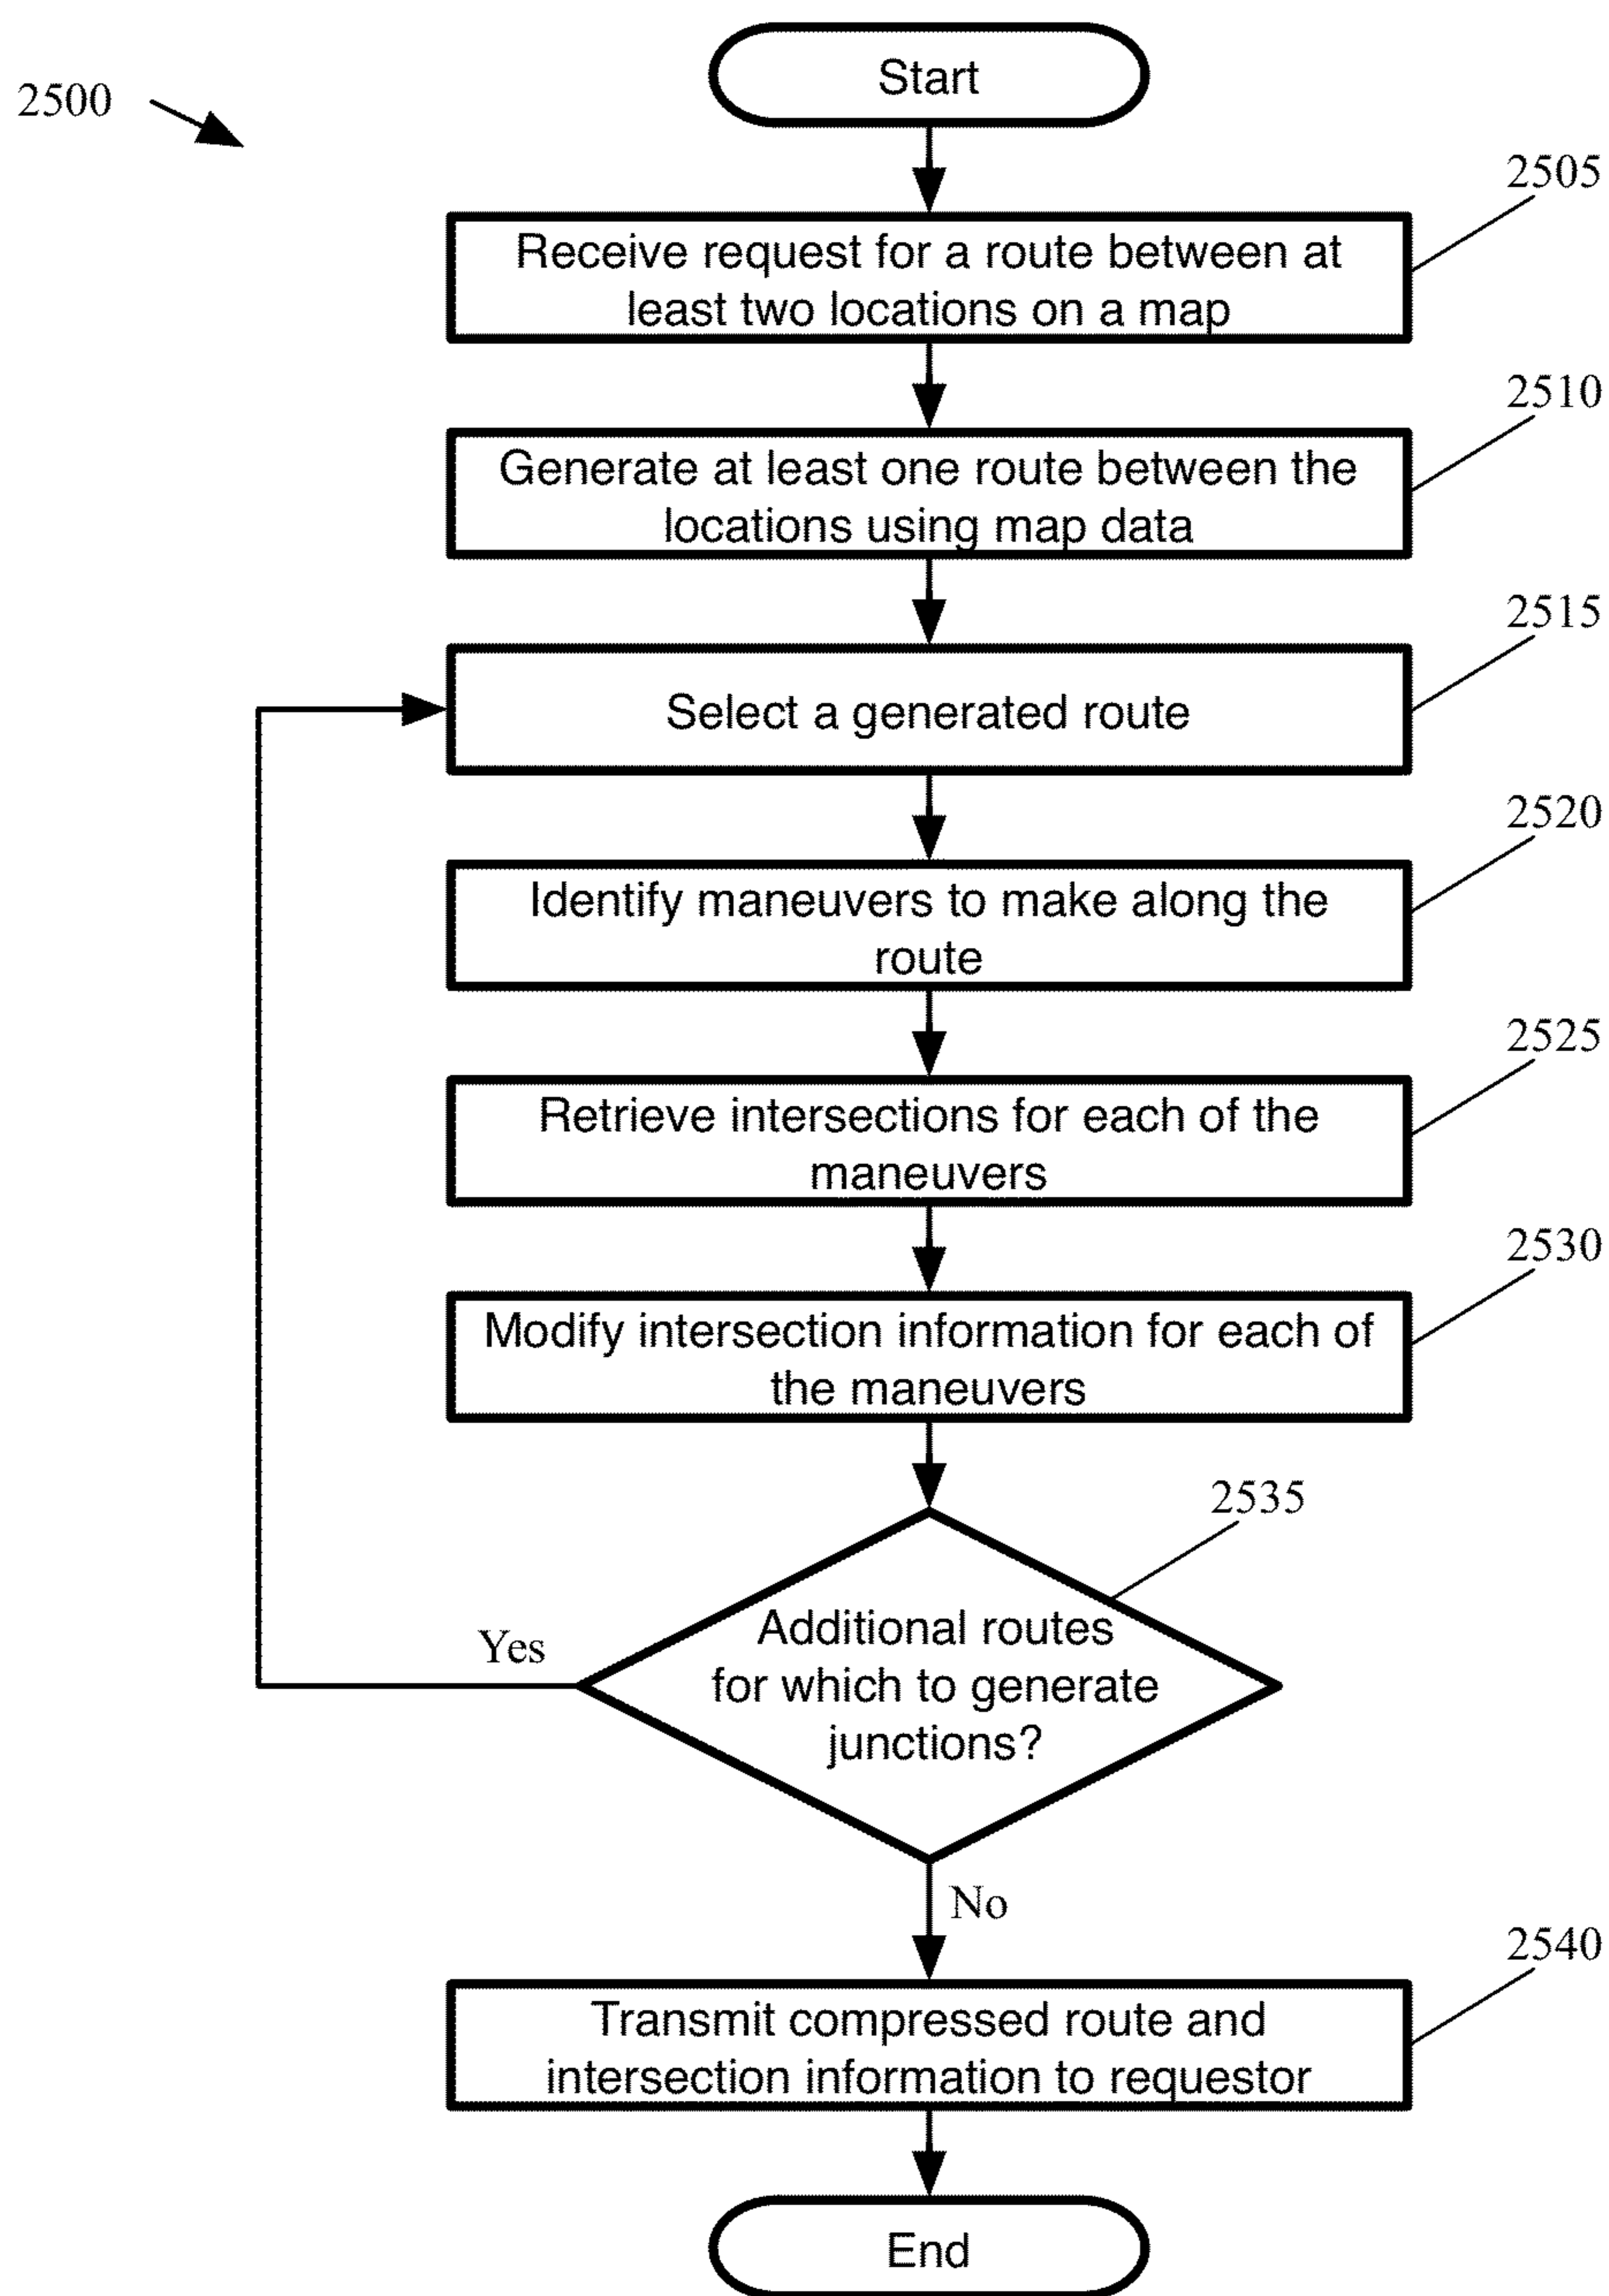 Start
2500
2505
Receive request for a route between at
least two locations on a map
2510
Generate at least one route between the
locations using map data
2515
Select a generated route
2520
Identify maneuvers to make along the
route
2525
Retrieve intersections for each of the
maneuvers
2530
Modify intersection information for each of
the maneuvers
2535
Additional routes
for which to generate
junctions?
Yes
No
2540
Transmit compressed route and
intersection information to requestor
End